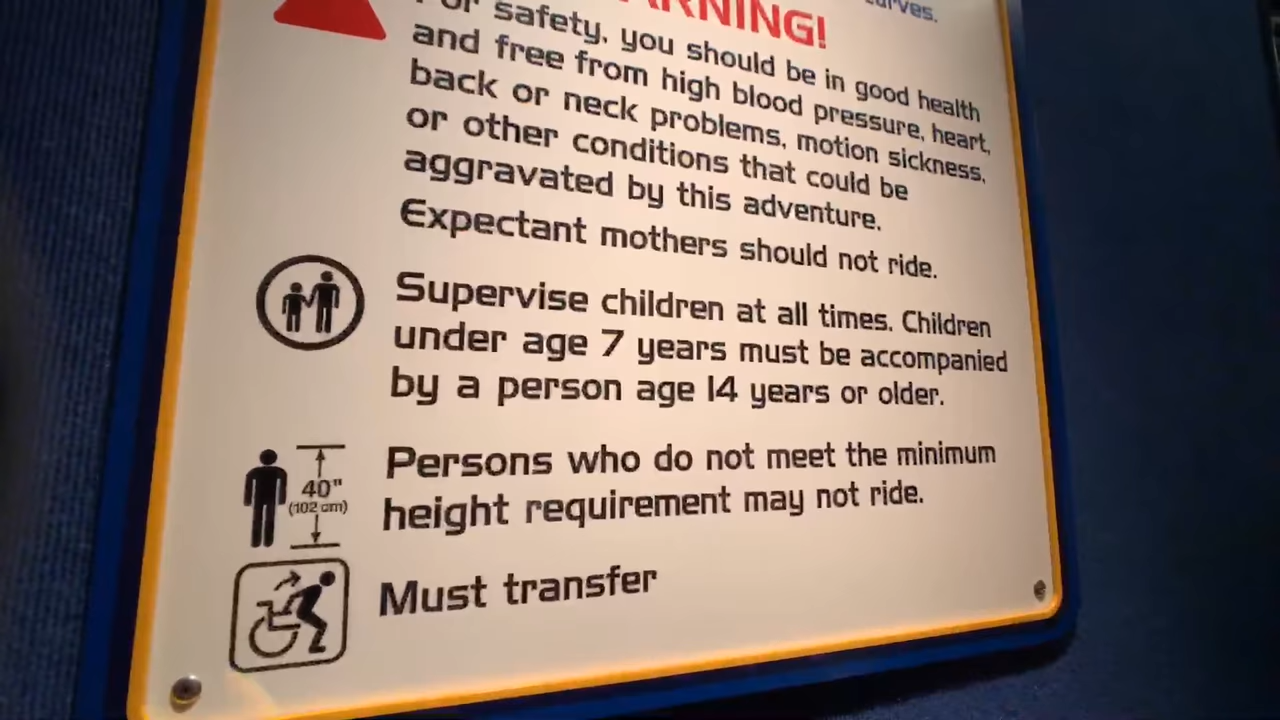 curves.
WARNING!
For safety, you should be in good health
and free from high blood pressure, heart,
back or neck problems, motion sickness,
or other conditions that could be
aggravated by this adventure.
Expectant mothers should not ride.
Supervise children at all times. Children
under age 7 years must be accompanied
by a person age 14 years or older.
40"
(102 cm)
Persons who do not meet the minimum
height requirement may not ride.
Must transfer